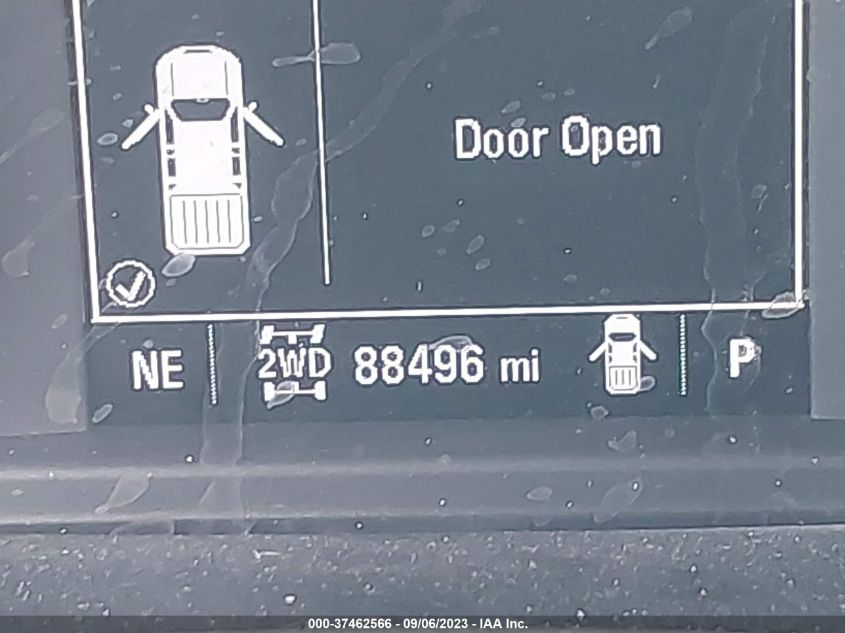 Door Open
NE 2WD 88496 mi P
000-37462566 - 09/06/2023 - IAA Inc.